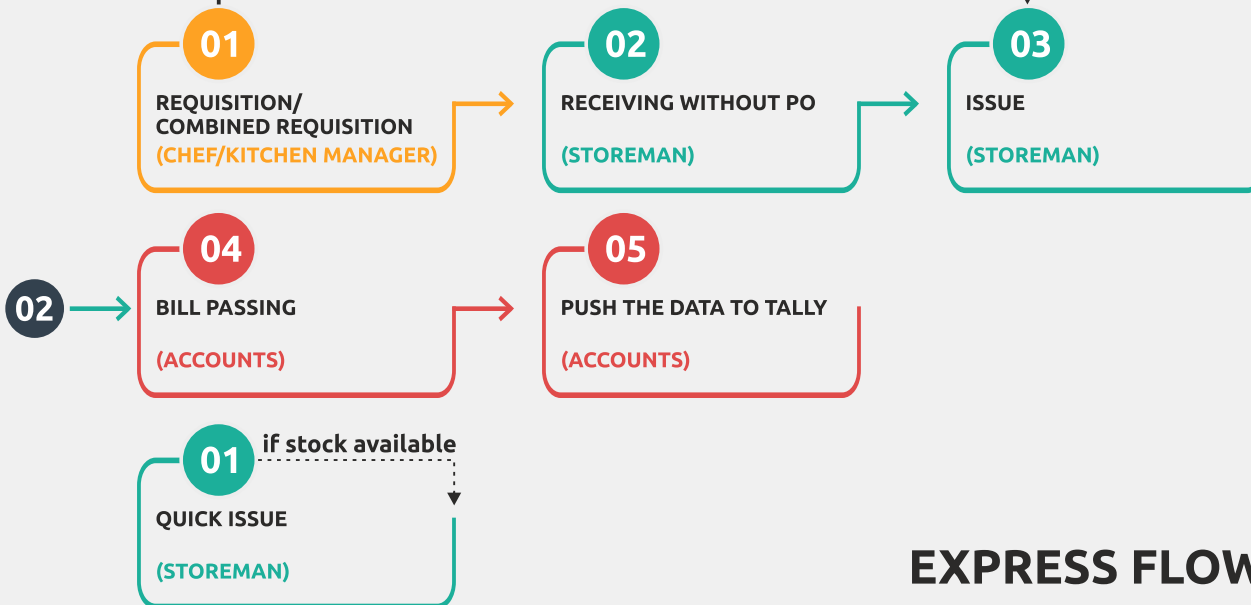 01
REQUISITION/
COMBINED REQUISITION
(CHEF/KITCHEN MANAGER)
02
RECEIVING WITHOUT PO
(STOREMAN)
03
ISSUE
(STOREMAN)
02
04
BILL PASSING
(ACCOUNTS)
05
PUSH THE DATA TO TALLY
(ACCOUNTS)
01
if stock available
QUICK ISSUE
(STOREMAN)
EXPRESS FLOW